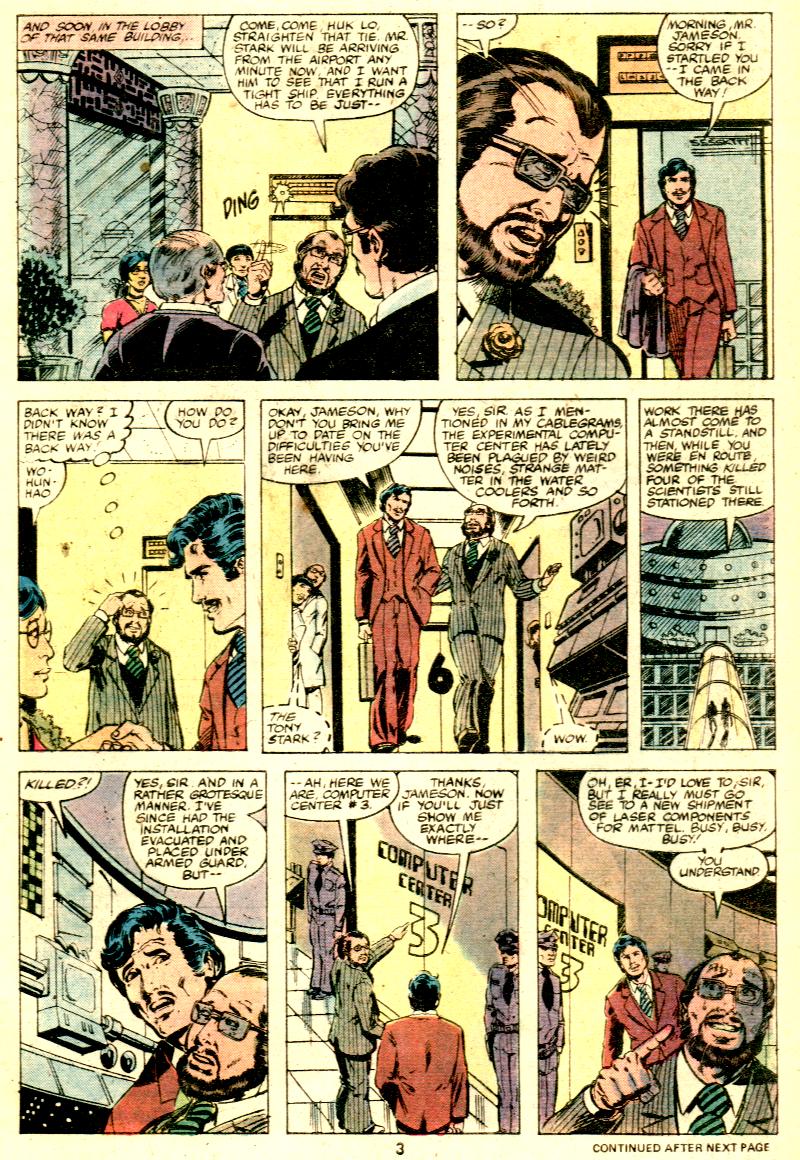 AND SOON IN THE LOBBY
OF THAT SAME BUILDING...
COME, COME, HUK LO,
STRAIGHTEN THAT TIE. MR.
STARK WILL BE ARRIVING
FROM THE AIRPORT ANY
MINUTE NOW, AND I WANT
HIM TO SEE THAT I RUN A
TIGHT SHIP. EVERYTHING
HAS TO BE JUST--
DING
--SO?
MORNING, MR.
JAMESON.
SORRY IF I
STARTLED YOU
--I CAME IN
THE BACK
WAY!
BACK WAY? I
DIDN'T KNOW
THERE WAS A
BACK WAY.
HOW DO
YOU DO?
WO-
HUN-
HAO
OKAY, JAMESON, WHY
DON'T YOU BRING ME
UP TO DATE ON THE
DIFFICULTIES YOU'VE
BEEN HAVING
HERE.
YES, SIR. AS I MEN-
TIONED IN MY CABLEGRAMS,
THE EXPERIMENTAL COMPU-
TER CENTER HAS LATELY
BEEN PLAGUED BY WEIRD
NOISES, STRANGE MAT-
TER IN THE WATER
COOLERS AND SO
FORTH.
6
THE
TONY
STARK?
WOW.
WORK THERE HAS
ALMOST COME TO
A STANDSTILL. AND
THEN, WHILE YOU
WERE EN ROUTE,
SOMETHING KILLED
FOUR OF THE
SCIENTISTS STILL
STATIONED THERE.
KILLED?!
YES, SIR. AND IN A
RATHER GROTESQUE
MANNER. I'VE
SINCE HAD THE
INSTALLATION
EVACUATED AND
PLACED UNDER
ARMED GUARD.
BUT--
--AH, HERE WE
ARE, COMPUTER
CENTER #3.
THANKS,
JAMESON. NOW
IF YOU'LL JUST
SHOW ME
EXACTLY
WHERE--
COMPUTER
CENTER
3
OH, ER, I-I'D LOVE TO, SIR,
BUT I REALLY MUST GO
SEE TO A NEW SHIPMENT
OF LASER COMPONENTS
FOR MATTEL. BUSY, BUSY,
BUSY!
YOU
UNDERSTAND.
OMPUTER
CENTER
3
3
CONTINUED AFTER NEXT PAGE